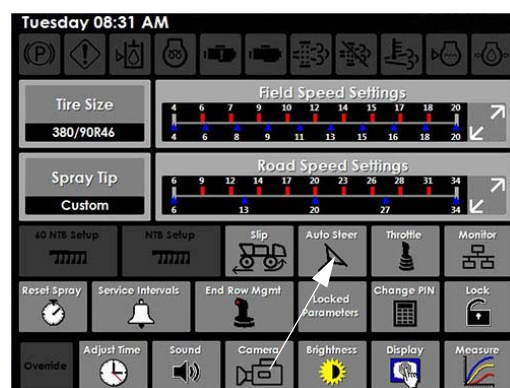 Tuesday 08:31 AM
(P)
Tire Size
380/90R46
Field Speed Settings
4 6 7 9 10 12 14 15 17 18 20
4 6 8 9 11 13 15 16 18 20
Spray Tip
Custom
Road Speed Settings
6 9 12 14 17 20 23 26 28 31 34
6 13 20 27 34
60 NTB Setup
NTB Setup
Slip
Auto Steer
Throttle
Monitor
Reset Spray
Service Intervals
End Row Mgmt
Locked
Parameters
Change PIN
Lock
Override
Adjust Time
Sound
Camera
Brightness
Display
Measure